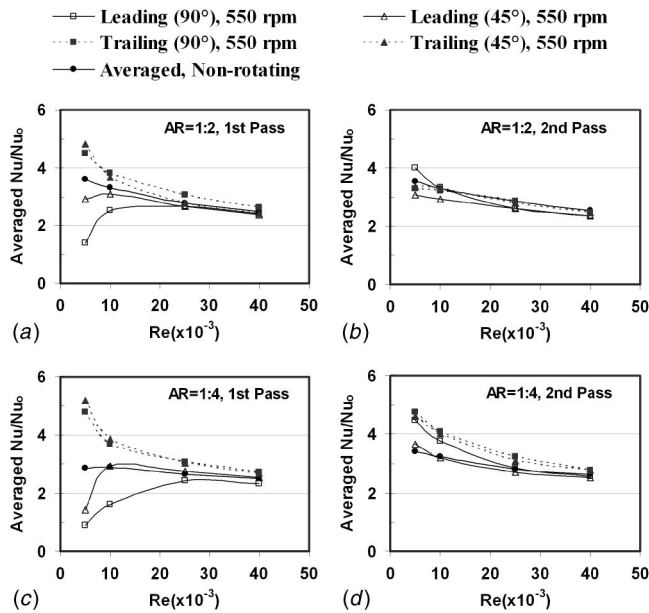 Leading (90°), 550 rpm
Leading (45°), 550 rpm
Trailing (90°), 550 rpm
Trailing (45°), 550 rpm
Averaged, Non-rotating
6
4
2
0
Averaged Nu/Nuo
AR=1:2, 1st Pass
0 10 20 30 40 50
Re(x10-3)
(a)
6
4
2
0
Averaged Nu/Nuo
AR=1:2, 2nd Pass
0 10 20 30 40 50
Re(x10-3)
(b)
6
4
2
0
Averaged Nu/Nuo
AR=1:4, 1st Pass
0 10 20 30 40 50
Re(x10-3)
(c)
6
4
2
0
Averaged Nu/Nuo
AR=1:4, 2nd Pass
0 10 20 30 40 50
Re(x10-3)
(d)